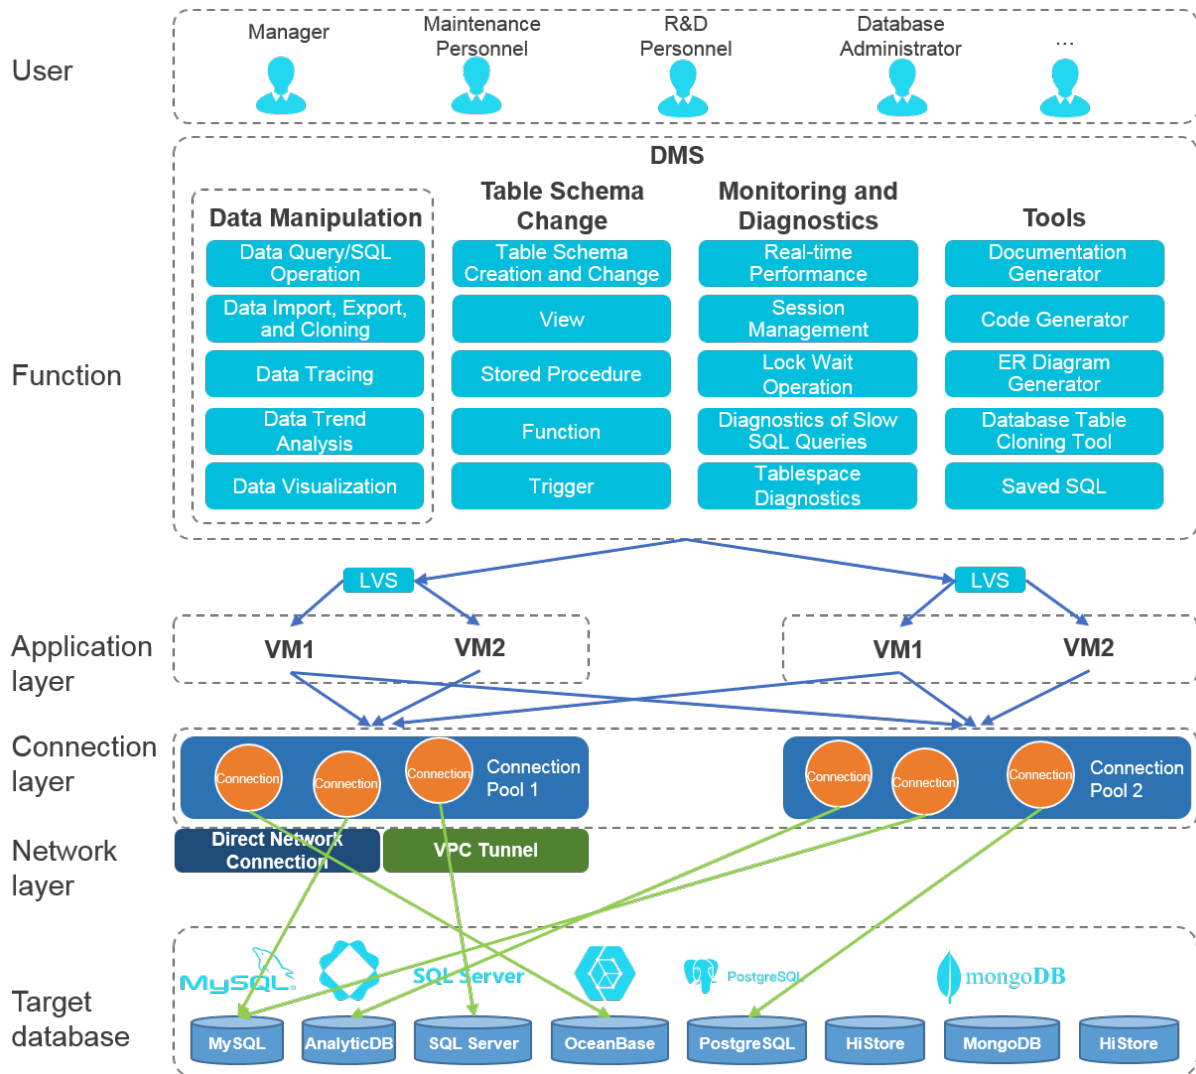 User
Manager
Maintenance
Personnel
R&D
Personnel
Database
Administrator
...
Function
DMS
Data Manipulation
Data Query/SQL
Operation
Data Import, Export,
and Cloning
Data Tracing
Data Trend
Analysis
Data Visualization
Table Schema
Change
Table Schema
Creation and Change
View
Stored Procedure
Function
Trigger
Monitoring and
Diagnostics
Real-time
Performance
Session
Management
Lock Wait
Operation
Diagnostics of Slow
SQL Queries
Tablespace
Diagnostics
Tools
Documentation
Generator
Code Generator
ER Diagram
Generator
Database Table
Cloning Tool
Saved SQL
LVS
LVS
Application
layer
VM1
VM2
VM1
VM2
Connection
layer
Connection
Connection
Connection
Connection
Pool 1
Connection
Connection
Connection
Connection
Pool 2
Network
layer
Direct Network
Connection
VPC Tunnel
Target
database
MySQL®
SQL Server
PostgreSQL
mongoDB
MySQL
AnalyticDB
SQL Server
OceanBase
PostgreSQL
HiStore
MongoDB
HiStore